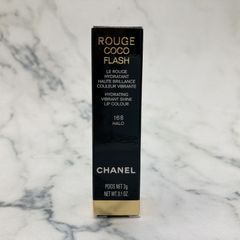 ROUGE
COCO
FLASH
LE ROUGE
HYDRATANT
HAUTE BRILLANCE
COULEUR VIBRANTE
HYDRATING
VIBRANT SHINE
LIP COLOUR
168
HALO
CHANEL
POIDS NET 3g
NET WT. 0.1 OZ.